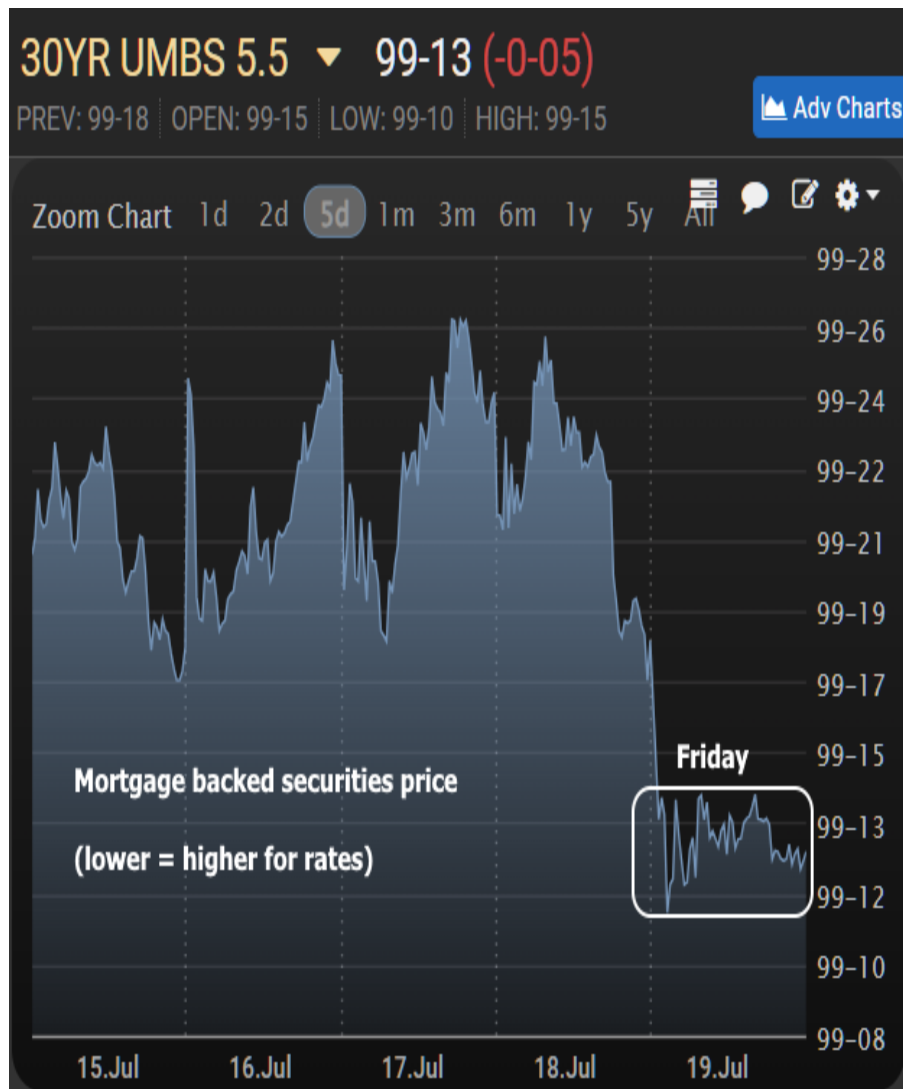 30YR UMBS 5.5 99-13 (-0-05)
PREV: 99-18 OPEN: 99-15 LOW: 99-10 HIGH: 99-15
Adv Charts
Zoom Chart 1d 2d 5d 1m 3m 6m 1y 5y All
99-28
99-26
99-24
99-22
99-21
99-19
99-17
99-15
99-13
99-12
99-10
99-08
Friday
Mortgage backed securities price
(lower = higher for rates)
15.Jul 16.Jul 17.Jul 18.Jul 19.Jul